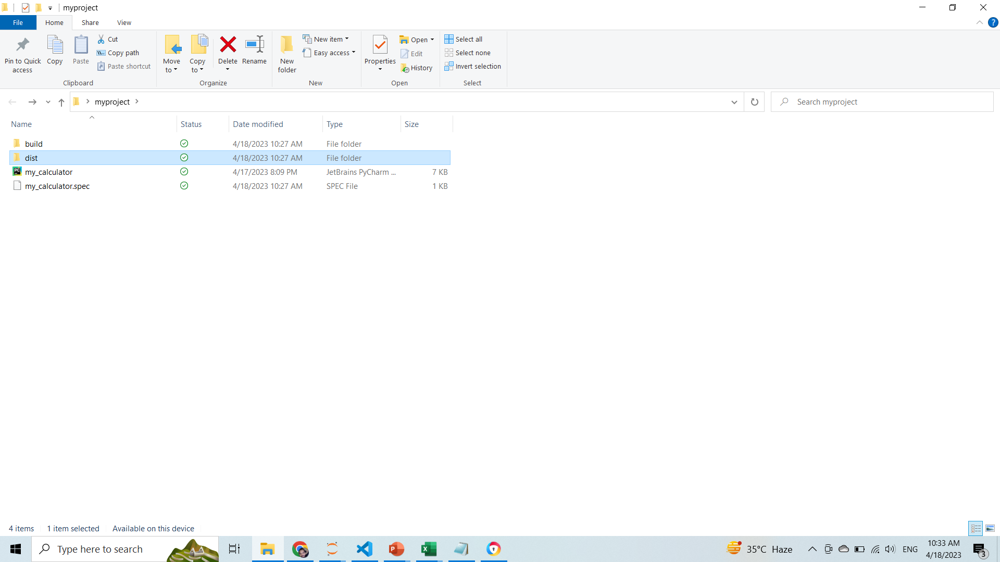 myproject
File Home Share View
Pin to Quick access
Copy
Paste
Cut
Copy path
Paste shortcut
Clipboard
Move to
Copy to
Delete
Rename
Organize
New folder
New item
Easy access
New
Properties
Open
Edit
History
Open
Select all
Select none
Invert selection
Select
myproject
Search myproject
Name Status Date modified Type Size
build 4/18/2023 10:27 AM File folder
dist 4/18/2023 10:27 AM File folder
my_calculator 4/17/2023 8:09 PM JetBrains PyCharm ... 7 KB
my_calculator.spec 4/18/2023 10:27 AM SPEC File 1 KB
4 items 1 item selected Available on this device
Type here to search
35°C Haze
ENG
10:33 AM
4/18/2023
3